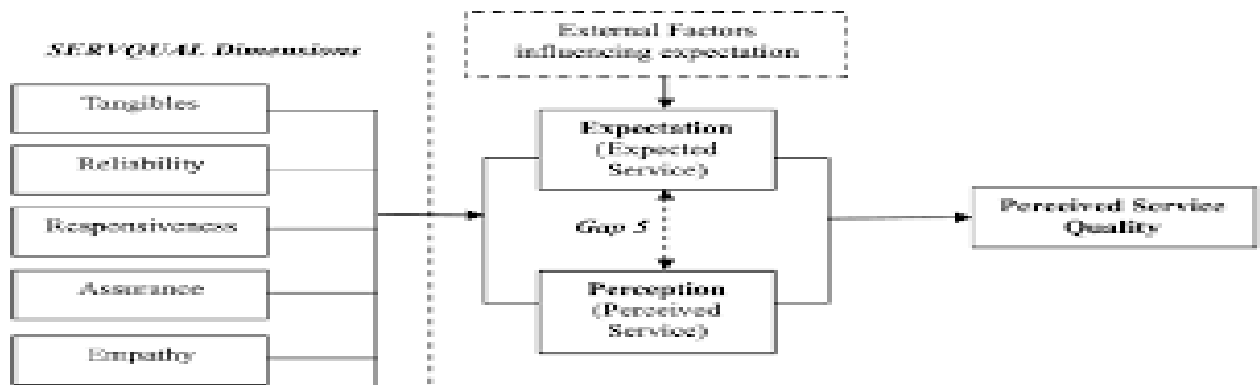 External Factors
influencing expectation
SERVQUAL Dimensions
Tangibles
Reliability
Responsiveness
Assurance
Empathy
Expectation
(Expected
Service)
Gap 5
Perception
(Perceived
Service)
Perceived Service
Quality